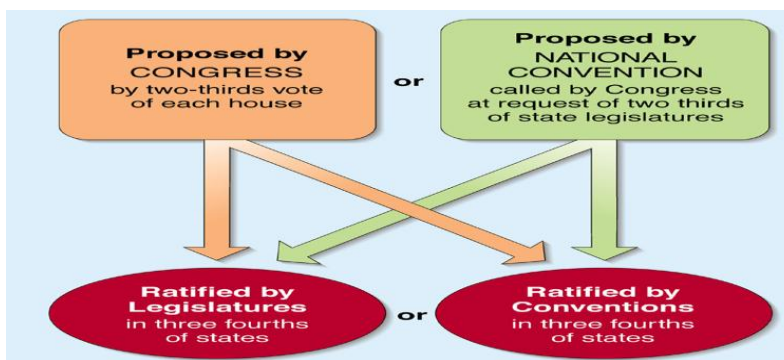 Proposed by
CONGRESS
by two-thirds vote
of each house
or
Proposed by
NATIONAL
CONVENTION
called by Congress
at request of two thirds
of state legislatures
Ratified by
Legislatures
in three fourths
of states
or
Ratified by
Conventions
in three fourths
of states